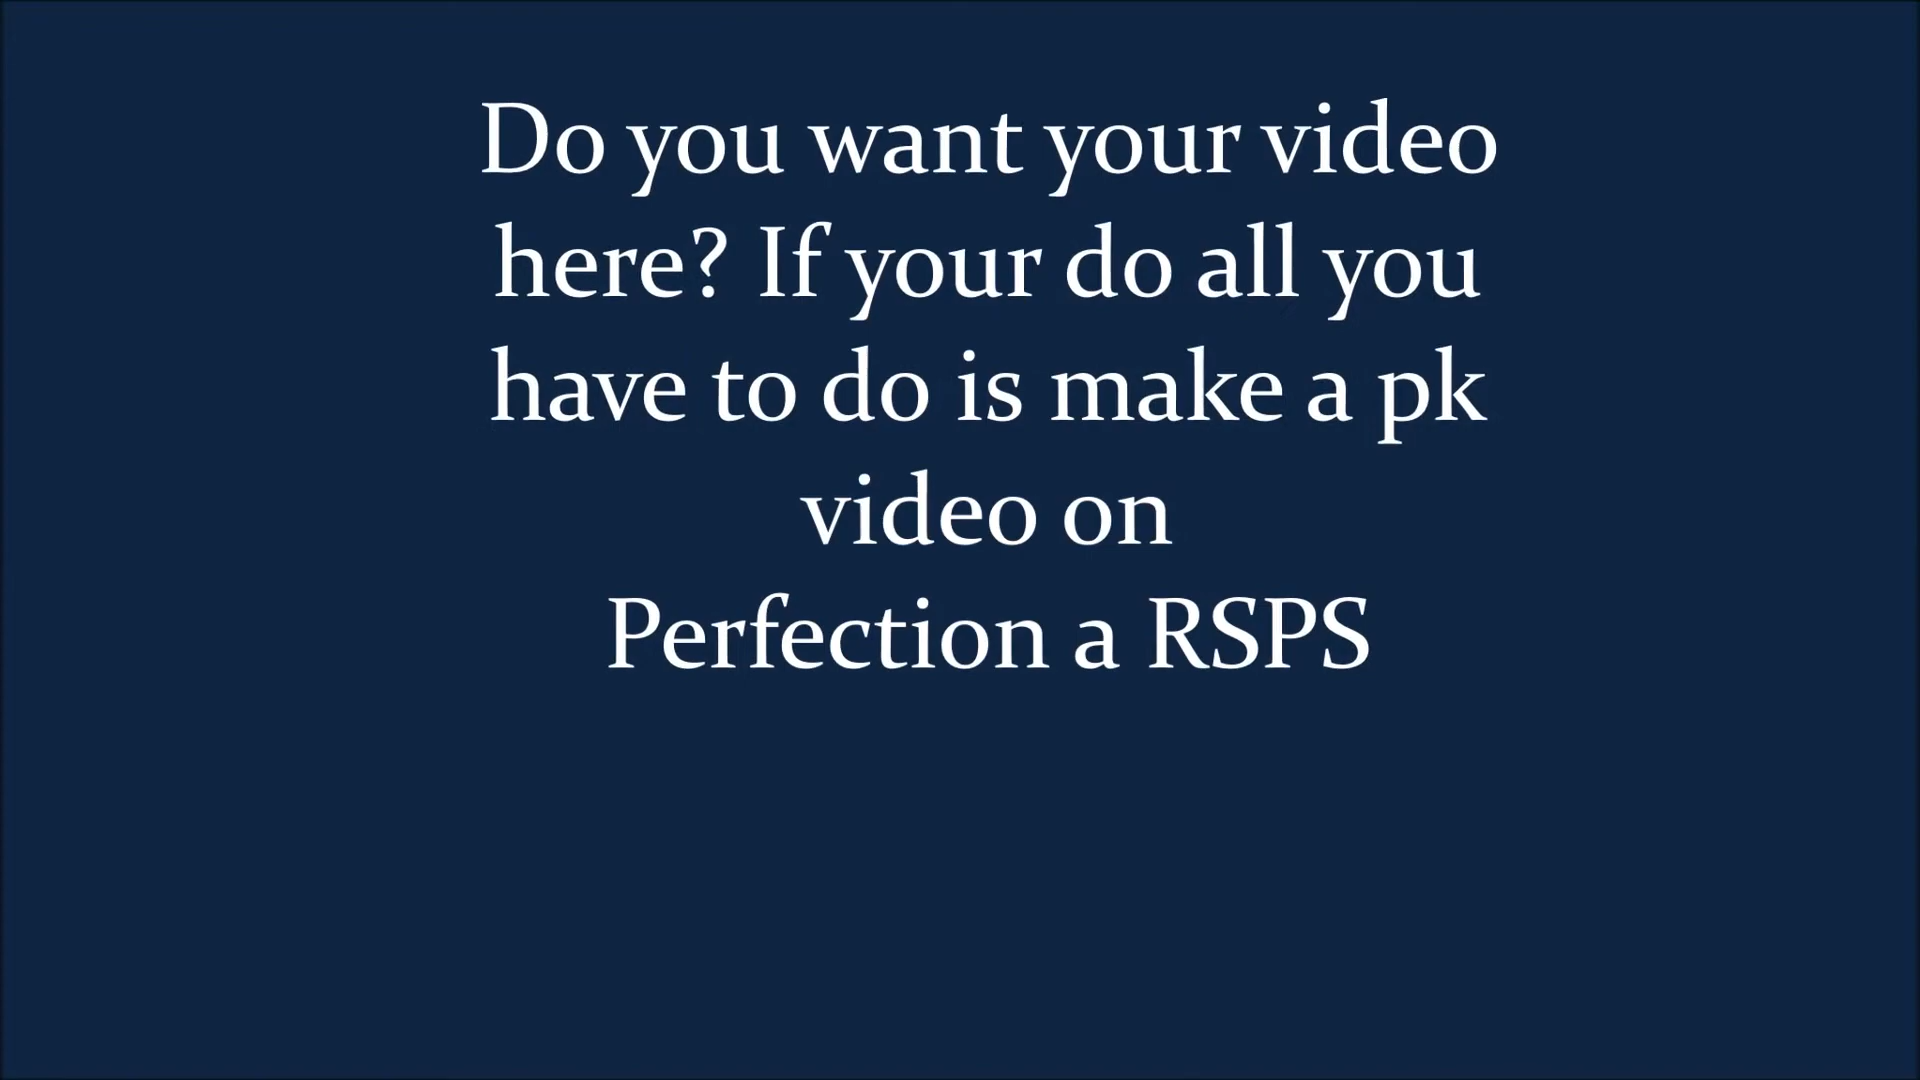 Do you want your video
here? If your do all you
have to do is make a pk
video on
Perfection a RSPS